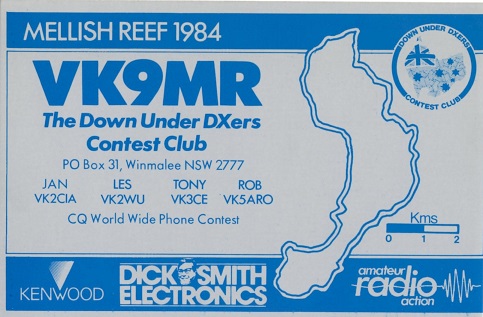 MELLISH REEF 1984
DOWN UNDER DXERS
CONTEST CLUB
VK9MR
The Down Under DXers
Contest Club
PO Box 31, Winmalee NSW 2777
JAN LES TONY ROB
VK2CIA VK2WU VK3CE VK5ARO
CQ World Wide Phone Contest
Kms
0 1 2
KENWOOD
DICK SMITH
ELECTRONICS
amateur
radio
action